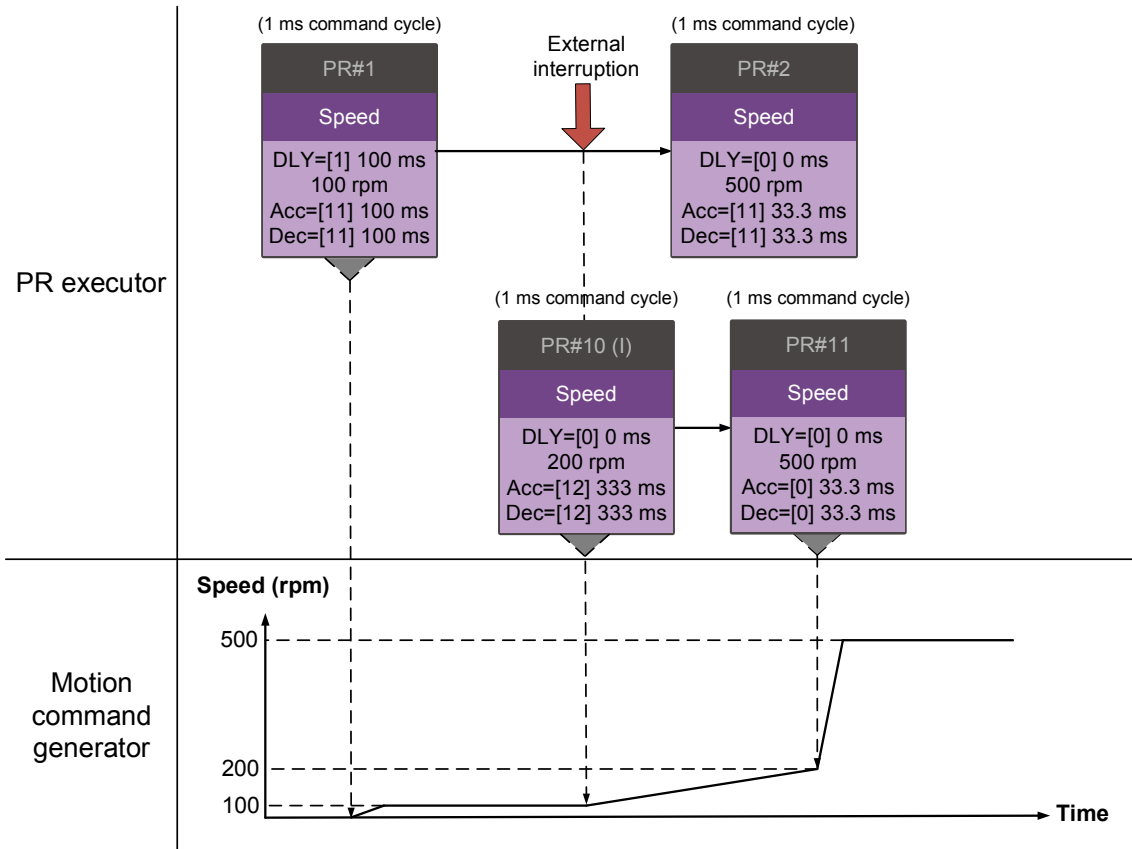 (1 ms command cycle)
PR#1
Speed
DLY=[1] 100 ms
100 rpm
Acc=[11] 100 ms
Dec=[11] 100 ms
External
interruption
(1 ms command cycle)
PR#2
Speed
DLY=[0] 0 ms
500 rpm
Acc=[11] 33.3 ms
Dec=[11] 33.3 ms
PR executor
(1 ms command cycle)
PR#10 (I)
Speed
DLY=[0] 0 ms
200 rpm
Acc=[12] 333 ms
Dec=[12] 333 ms
(1 ms command cycle)
PR#11
Speed
DLY=[0] 0 ms
500 rpm
Acc=[0] 33.3 ms
Dec=[0] 33.3 ms
Motion
command
generator
Speed (rpm)
500
200
100
Time